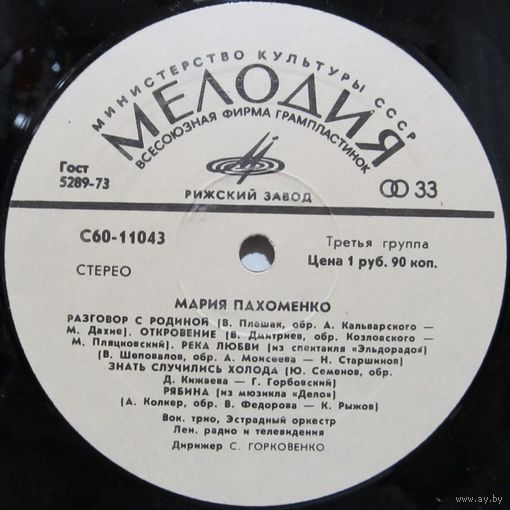 МИНИСТЕРСТВО КУЛЬТУРЫ СССР
МЕЛОДИЯ
ВСЕСОЮЗНАЯ ФИРМА ГРАМПЛАСТИНОК
Гост
5289-73
РИЖСКИЙ ЗАВОД
33
С60-11043
Третья группа
Цена 1 руб. 90 коп.
СТЕРЕО
МАРИЯ ПАХОМЕНКО
РАЗГОВОР С РОДИНОЙ (В. Плешак, обр. А. Кальварского —
М. Дахие). ОТКРОВЕНИЕ (В. Дмитриев, обр. Козловского —
М. Пляцковский). РЕКА ЛЮБВИ (из спектакля «Эльдорадо»)
(В. Шеповалов, обр. А. Моисеева — Н. Старшинов)
ЗНАТЬ СЛУЧИЛИСЬ ХОЛОДА (Ю. Семенов, обр.
Д. Кижаева — Г. Горбовский)
РЯБИНА (из мюзикла «Дело»)
(А. Колкер, обр. В. Федорова — К. Рыжов)
Вок. трио, Эстрадный оркестр
Лен. радио и телевидения
Дирижер С. ГОРКОВЕНКО
www.ay.by